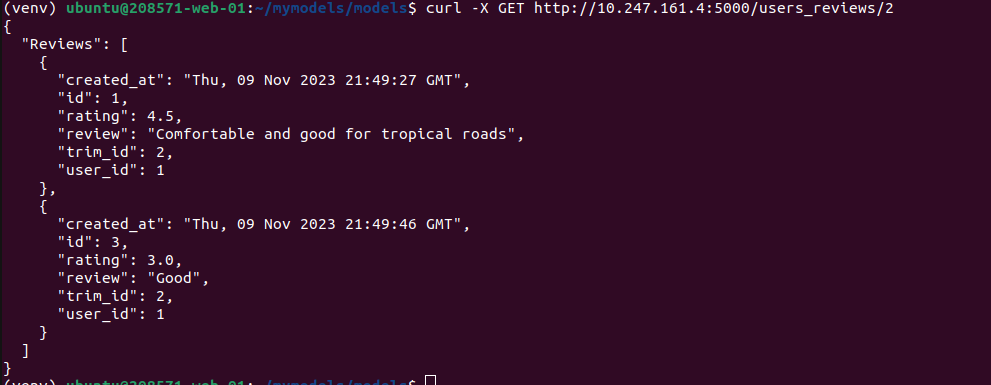 (venv) ubuntu@208571-web-01:~/mymodels/models$ curl -X GET http://10.247.161.4:5000/users_reviews/2
{
  "Reviews": [
    {
      "created_at": "Thu, 09 Nov 2023 21:49:27 GMT",
      "id": 1,
      "rating": 4.5,
      "review": "Comfortable and good for tropical roads",
      "trim_id": 2,
      "user_id": 1
    },
    {
      "created_at": "Thu, 09 Nov 2023 21:49:46 GMT",
      "id": 3,
      "rating": 3.0,
      "review": "Good",
      "trim_id": 2,
      "user_id": 1
    }
  ]
}
(venv) ubuntu@208571-web-01:~/mymodels/models$